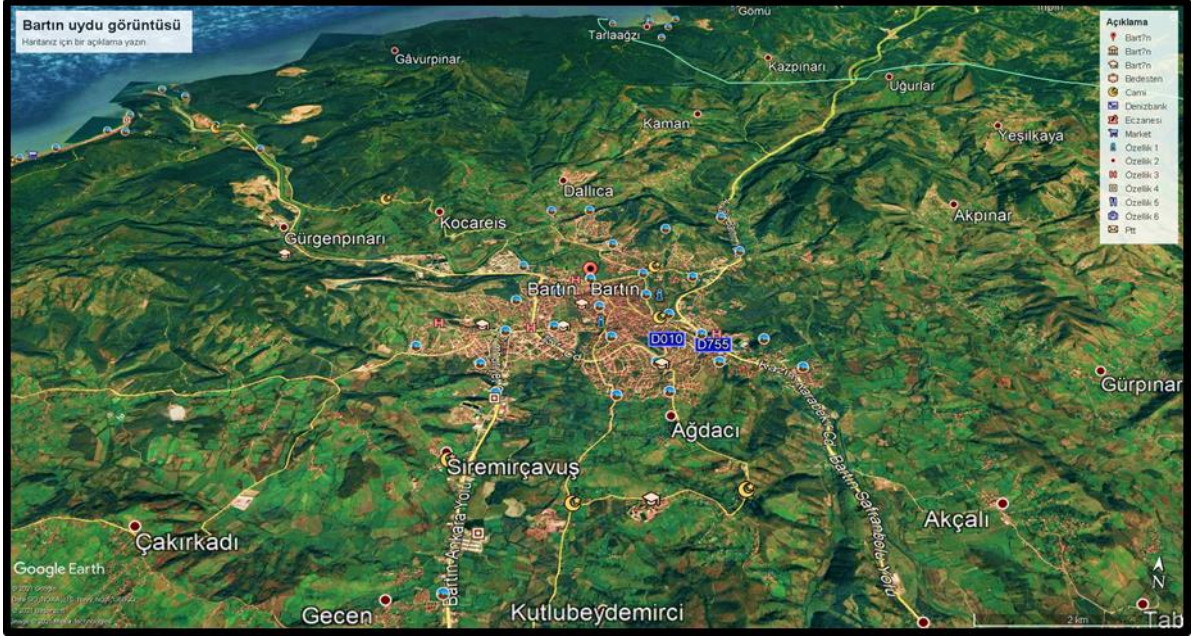 Bartın uydu görüntüsü
Haritanız için bir açıklama yazın
Gömü
Tarlaağzı
Gâvurpınar
Kazpınarı
Uğurlar
Kaman
Yeşilkaya
Dallıca
Kocareis
Akpınar
Gürgenpınarı
Bartın
Bartın
D010
D755
Gürpınar
Ağdacı
Siremirçavuş
Akçalı
Çakırkadı
Bartın Ankara Yolu
Bartın-Safranbolu Yolu
Gecen
Kutlubeydemirci
Tab
Açıklama
Bart?n
Bart?n
Bart?n
Bedesten
Cami
Denizbank
Eczanesi
Market
Özellik 1
Özellik 2
Özellik 3
Özellik 4
Özellik 5
Özellik 6
Ptt
Google Earth
© 2021 Google
N
2 km